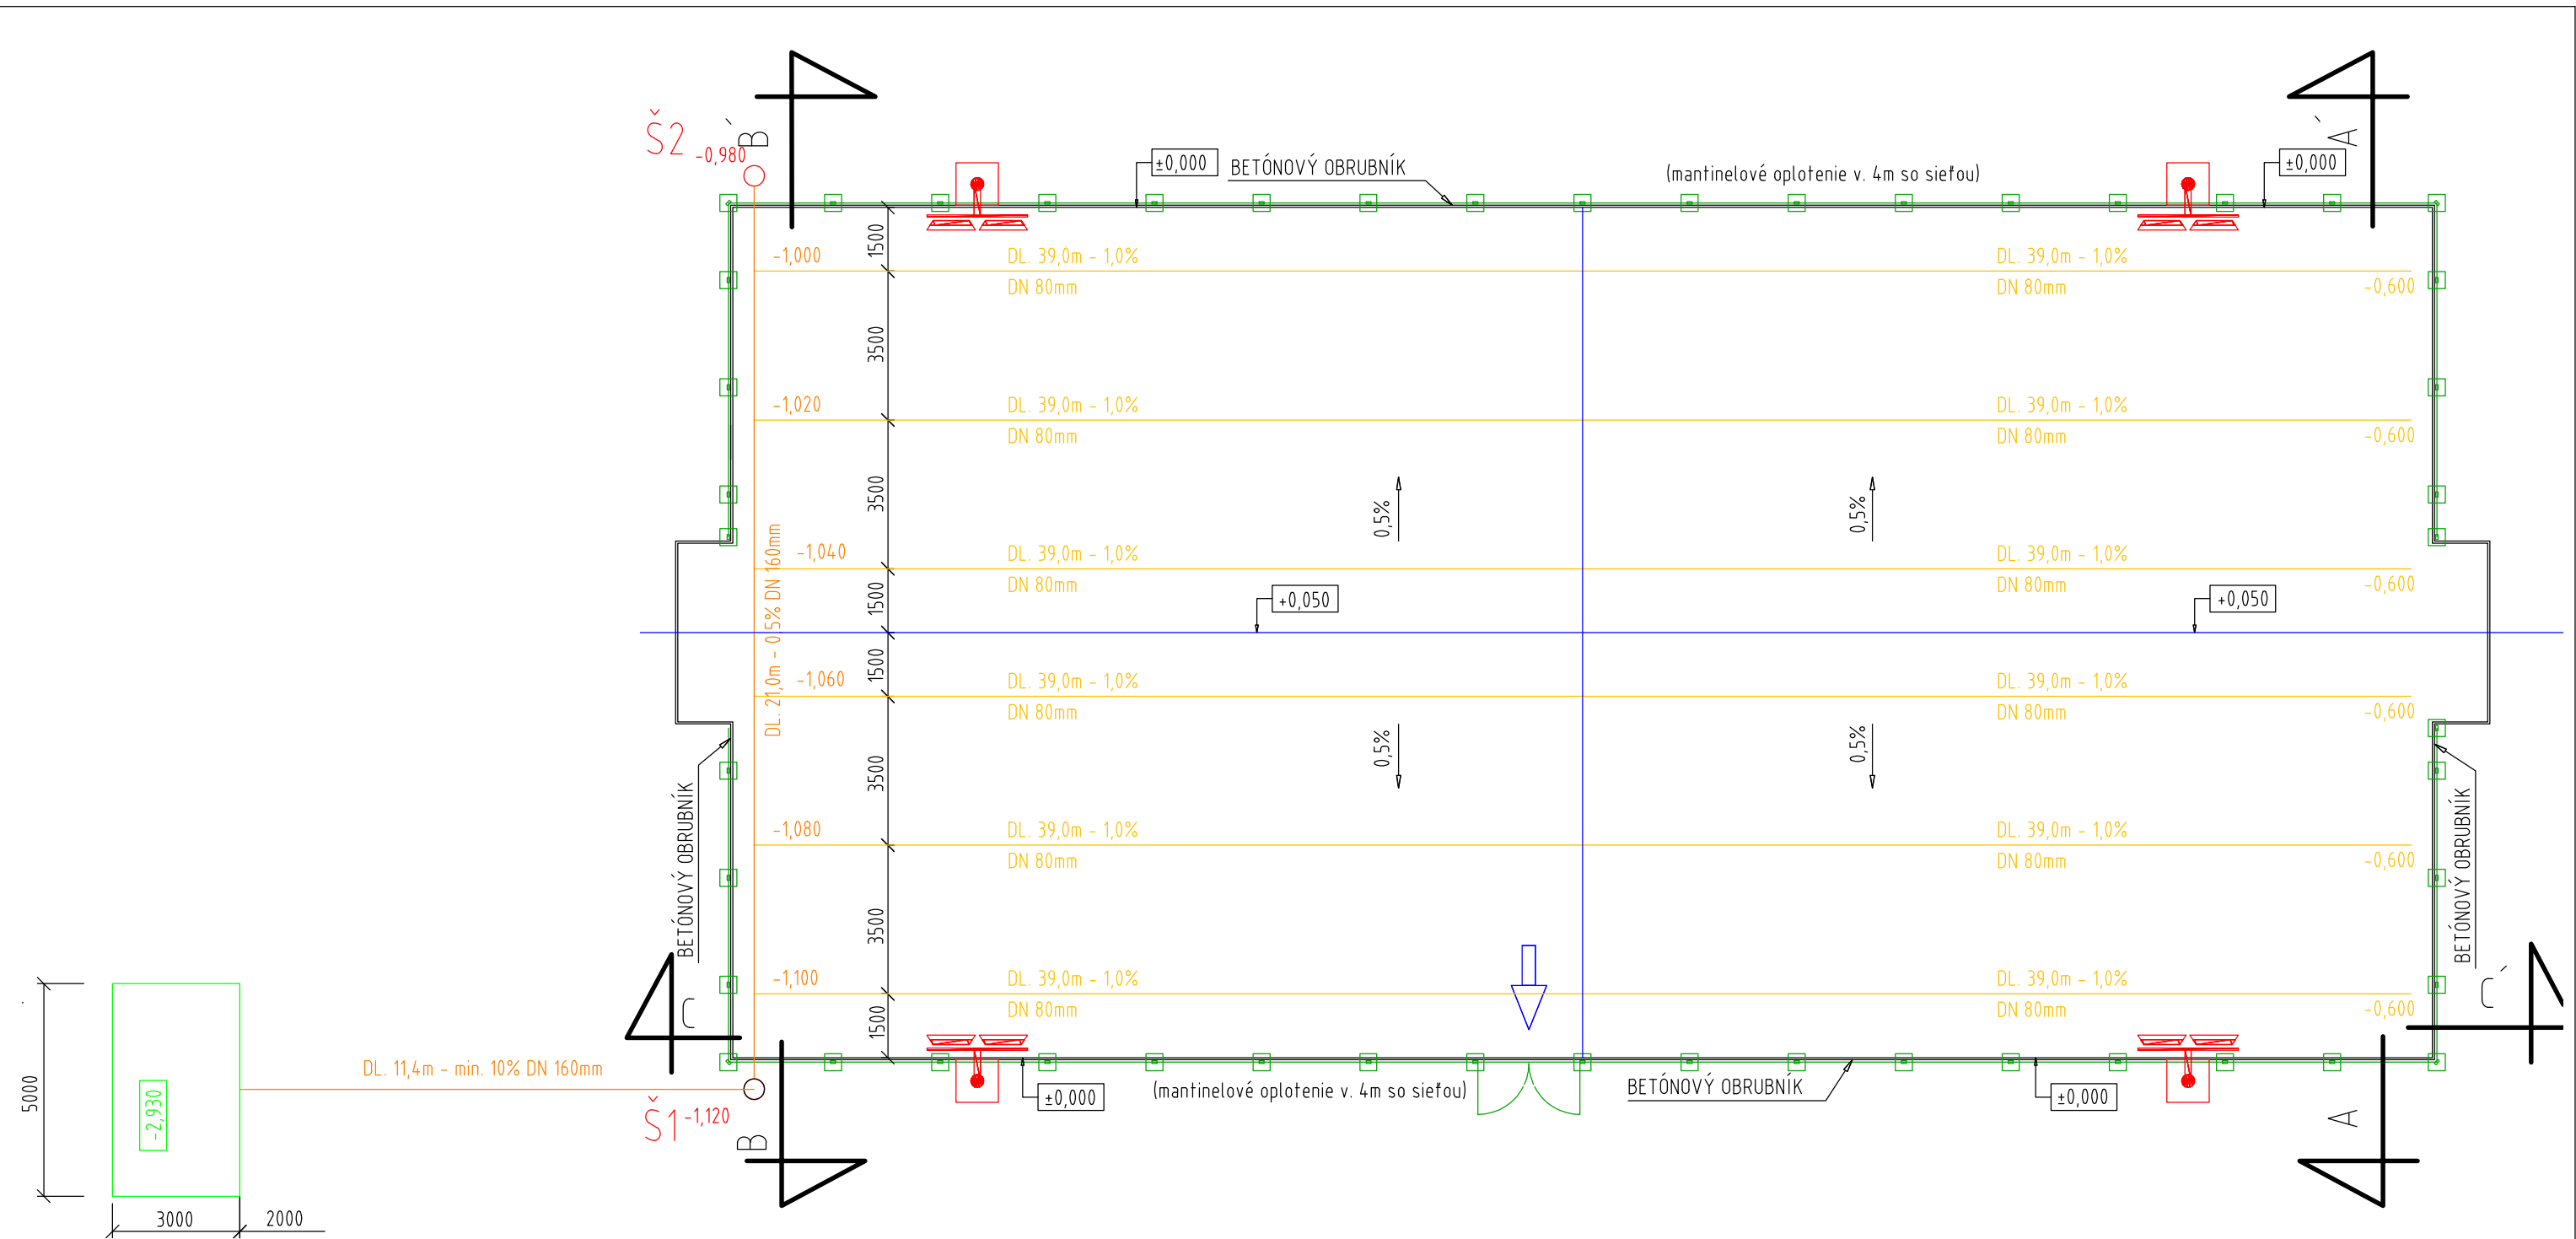 B´
A´
Š2 -0,980
±0,000
BETÓNOVÝ OBRUBNÍK
(mantinelové oplotenie v. 4m so sieťou)
±0,000
1500
-1,000
DL. 39,0m - 1,0%
DN 80mm
DL. 39,0m - 1,0%
DN 80mm
-0,600
3500
-1,020
DL. 39,0m - 1,0%
DN 80mm
DL. 39,0m - 1,0%
DN 80mm
-0,600
3500
0,5%
0,5%
DL. 21,0m - 0,5% DN 160mm
-1,040
DL. 39,0m - 1,0%
DN 80mm
DL. 39,0m - 1,0%
DN 80mm
-0,600
1500
+0,050
+0,050
1500
-1,060
DL. 39,0m - 1,0%
DN 80mm
DL. 39,0m - 1,0%
DN 80mm
-0,600
3500
0,5%
0,5%
BETÓNOVÝ OBRUBNÍK
BETÓNOVÝ OBRUBNÍK
-1,080
DL. 39,0m - 1,0%
DN 80mm
DL. 39,0m - 1,0%
DN 80mm
-0,600
3500
C
C´
-1,100
DL. 39,0m - 1,0%
DN 80mm
DL. 39,0m - 1,0%
DN 80mm
-0,600
1500
5000
-2,930
DL. 11,4m - min. 10% DN 160mm
Š1 -1,120
±0,000
(mantinelové oplotenie v. 4m so sieťou)
BETÓNOVÝ OBRUBNÍK
±0,000
B
A
3000
2000